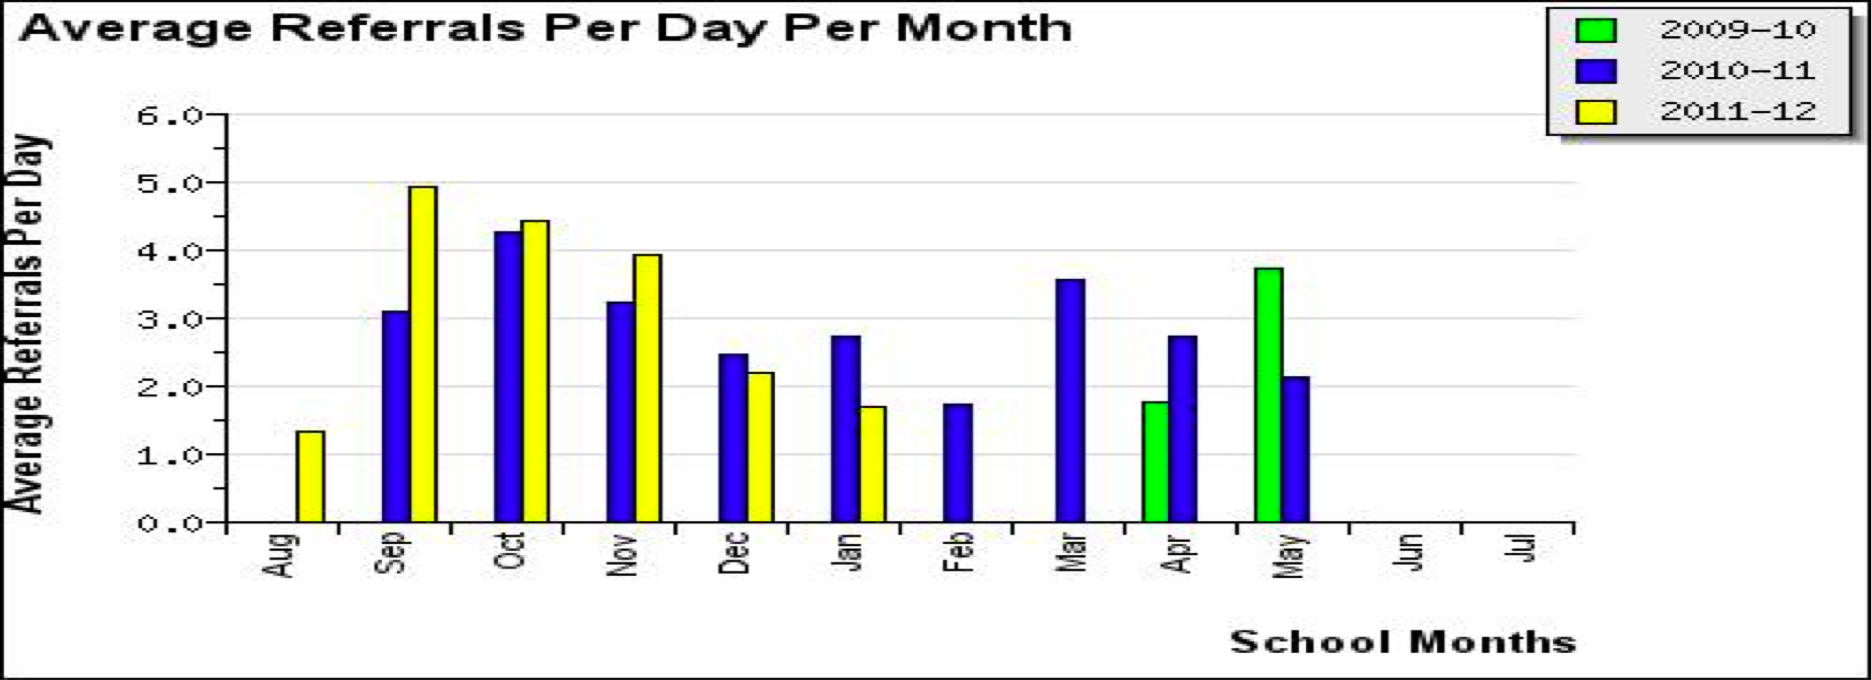 Average Referrals Per Day Per Month
2009-10
2010-11
2011-12
Average Referrals Per Day
6.0
5.0
4.0
3.0
2.0
1.0
0.0
Aug Sep Oct Nov Dec Jan Feb Mar Apr May Jun Jul
School Months